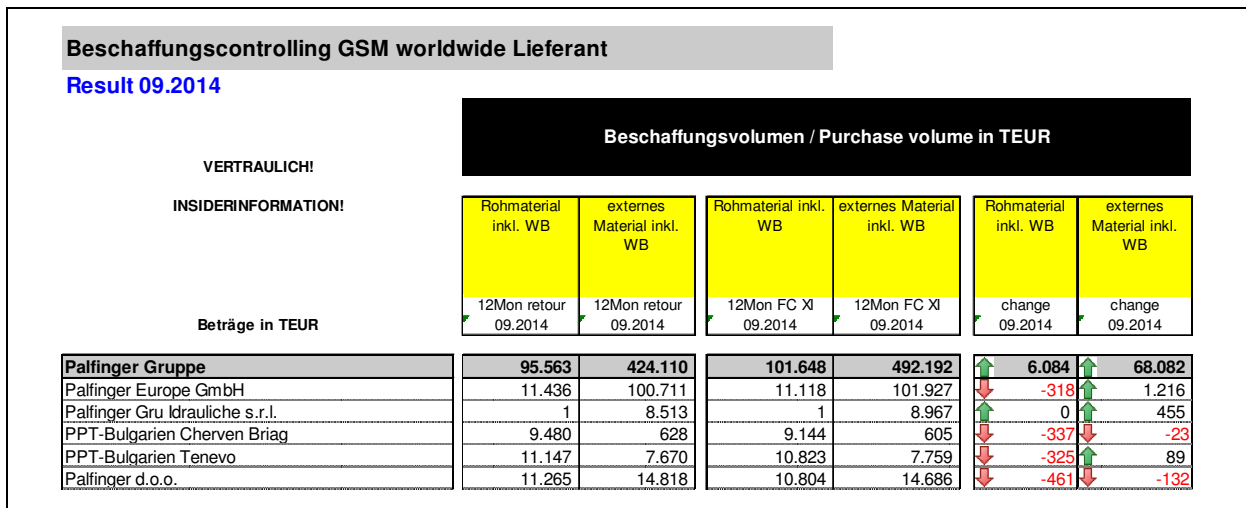 Beschaffungscontrolling GSM worldwide Lieferant
Result 09.2014
Beschaffungsvolumen / Purchase volume in TEUR
VERTRAULICH!
INSIDERINFORMATION!
Rohmaterial inkl. WB externes Material inkl. WB Rohmaterial inkl. WB externes Material inkl. WB Rohmaterial inkl. WB externes Material inkl. WB
12Mon retour 12Mon retour 12Mon FC XI 12Mon FC XI change change
Beträge in TEUR 09.2014 09.2014 09.2014 09.2014 09.2014 09.2014
Palfinger Gruppe 95.563 424.110 101.648 492.192 6.084 68.082
Palfinger Europe GmbH 11.436 100.711 11.118 101.927 -318 1.216
Palfinger Gru Idrauliche s.r.l. 1 8.513 1 8.967 0 455
PPT-Bulgarien Cherven Briag 9.480 628 9.144 605 -337 -23
PPT-Bulgarien Tenevo 11.147 7.670 10.823 7.759 -325 89
Palfinger d.o.o. 11.265 14.818 10.804 14.686 -461 -132